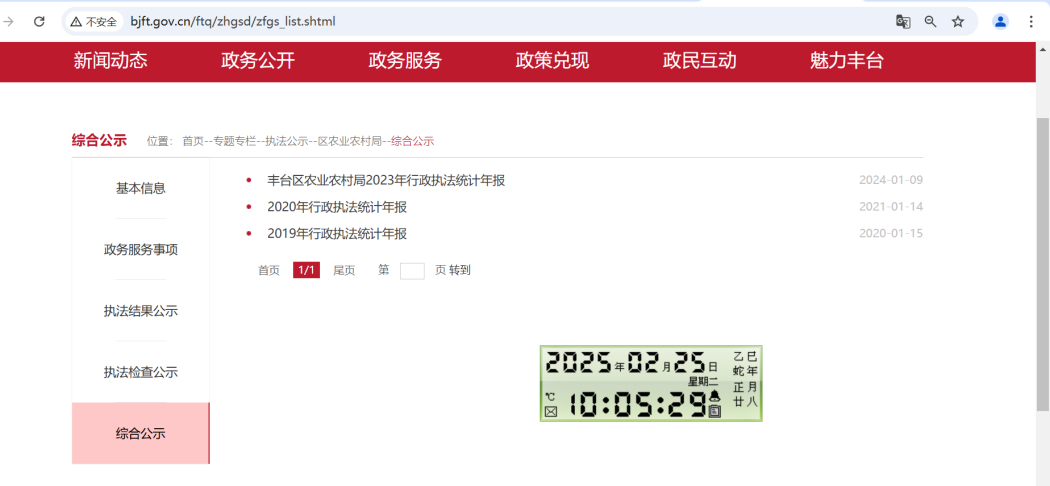 不安全 bjft.gov.cn/ftq/zhgsd/zfgs_list.shtml
新闻动态 政务公开 政务服务 政策兑现 政民互动 魅力丰台
综合公示 位置： 首页--专题专栏--执法公示--区农业农村局--综合公示
基本信息
政务服务事项
执法结果公示
执法检查公示
综合公示
丰台区农业农村局2023年行政执法统计年报 2024-01-09
2020年行政执法统计年报 2021-01-14
2019年行政执法统计年报 2020-01-15
首页 1/1 尾页 第 页 转到
2025年02月25日
星期二
℃ 10:05:29
乙巳
蛇年
正月
廿八